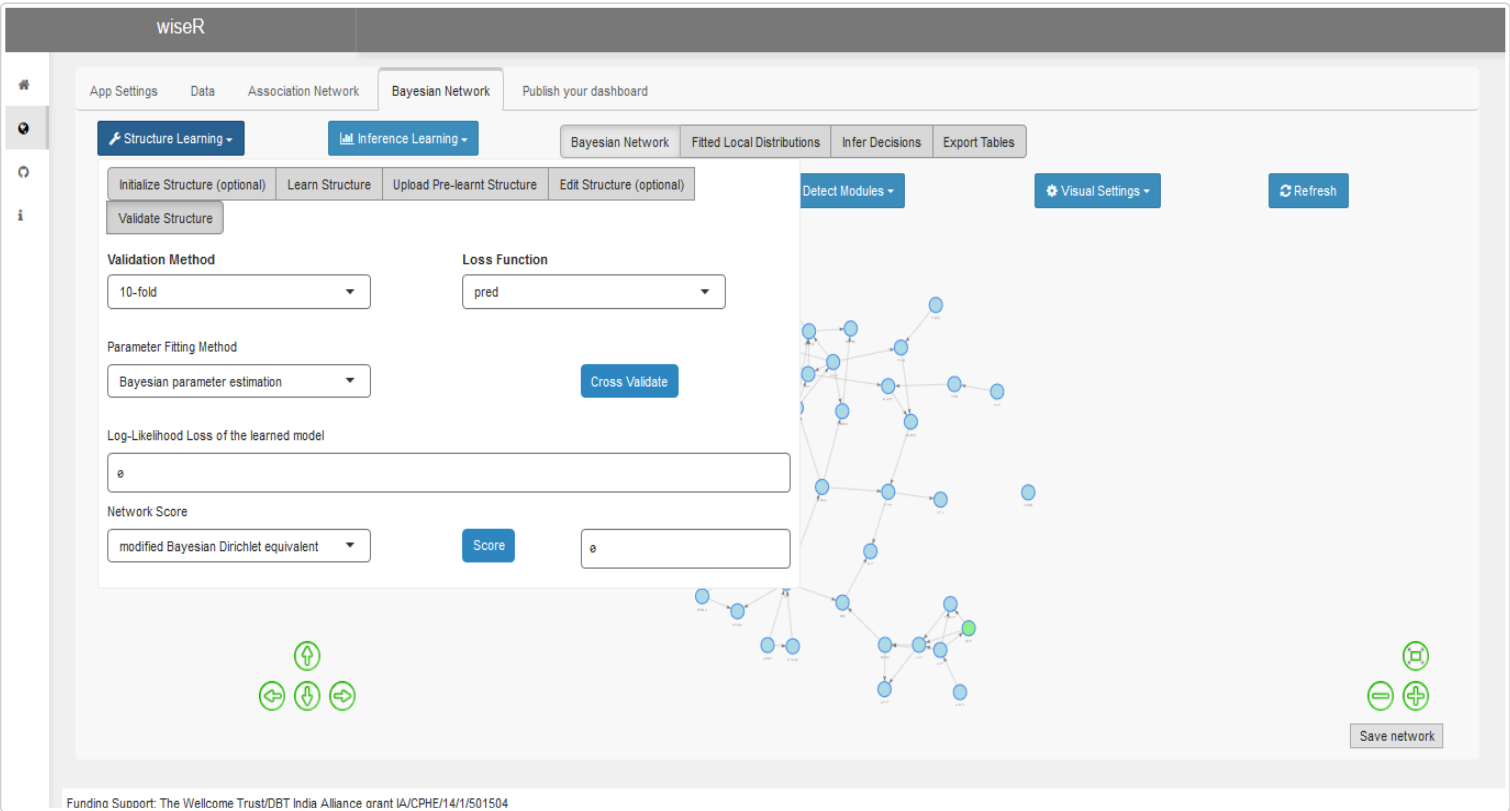 wiseR
App Settings Data Association Network Bayesian Network Publish your dashboard
Structure Learning Inference Learning Bayesian Network Fitted Local Distributions Infer Decisions Export Tables
Initialize Structure (optional) Learn Structure Upload Pre-learnt Structure Edit Structure (optional) Detect Modules Visual Settings Refresh
Validate Structure
Validation Method Loss Function
10-fold pred
Parameter Fitting Method
Bayesian parameter estimation Cross Validate
Log-Likelihood Loss of the learned model
0
Network Score
modified Bayesian Dirichlet equivalent Score 0
Save network
Funding Support: The Wellcome Trust/DBT India Alliance grant IA/CPHE/14/1/501504